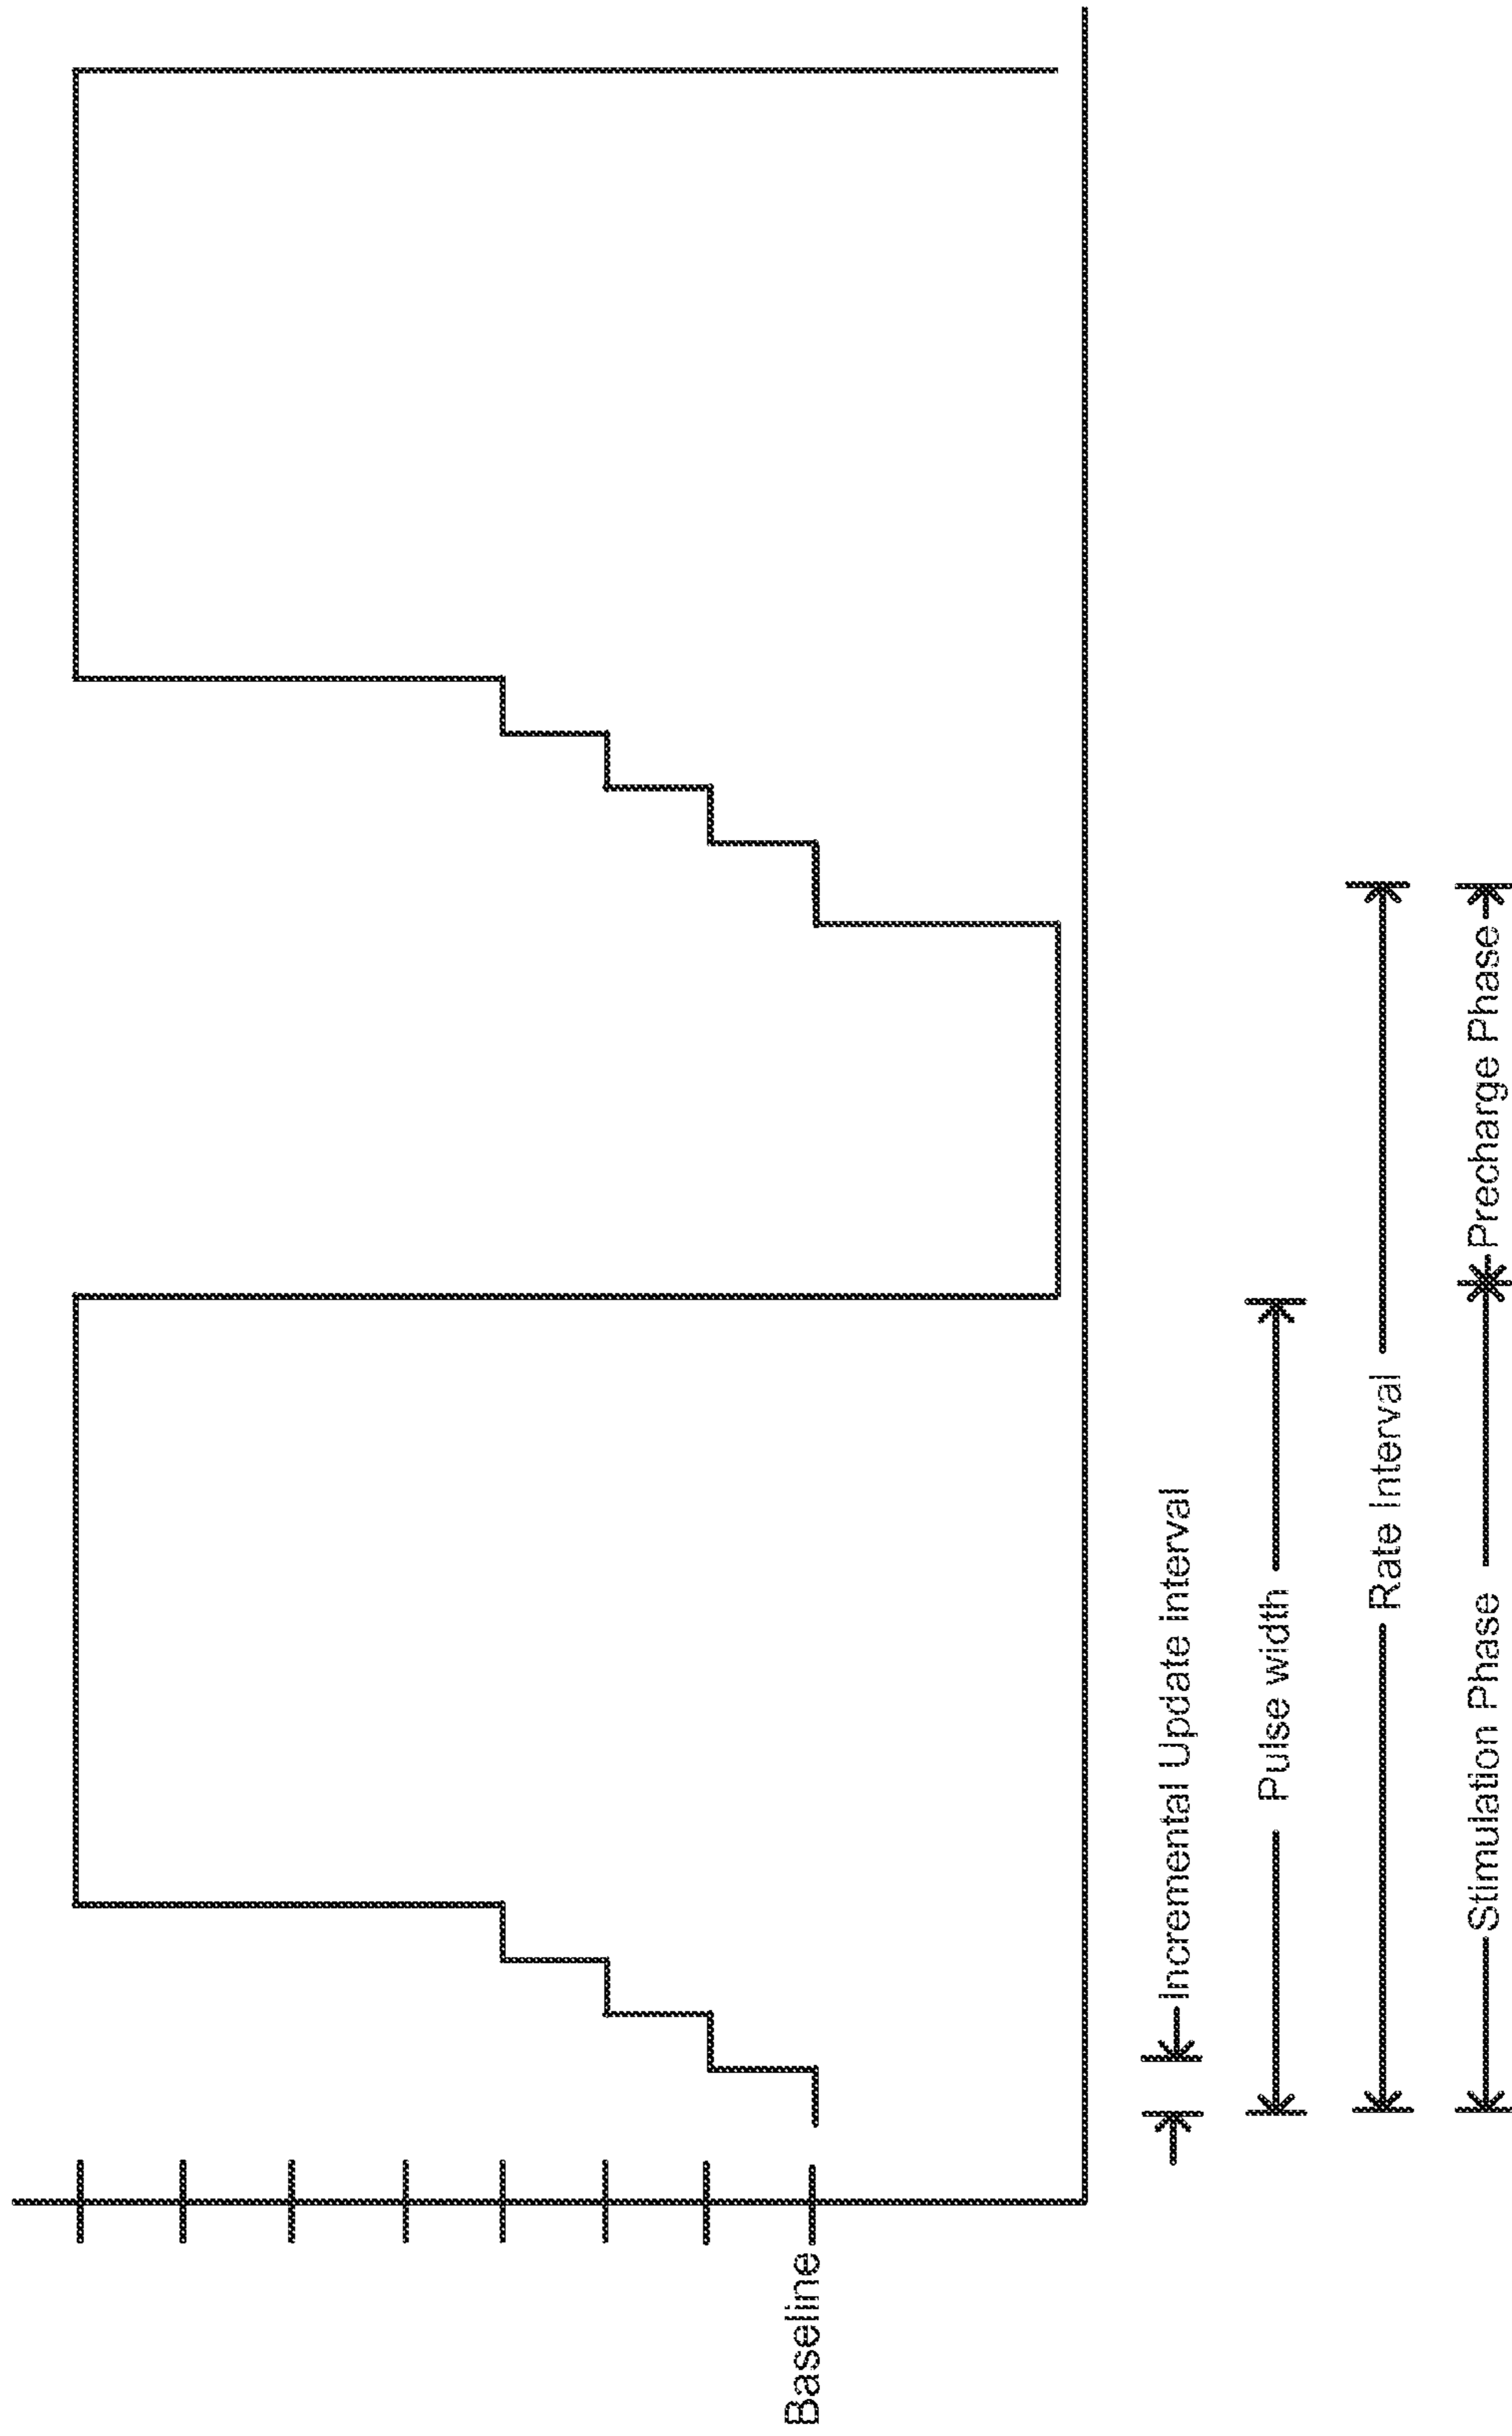 Baseline
Incremental Update Interval
Pulse width
Rate Interval
Stimulation Phase
Precharge Phase